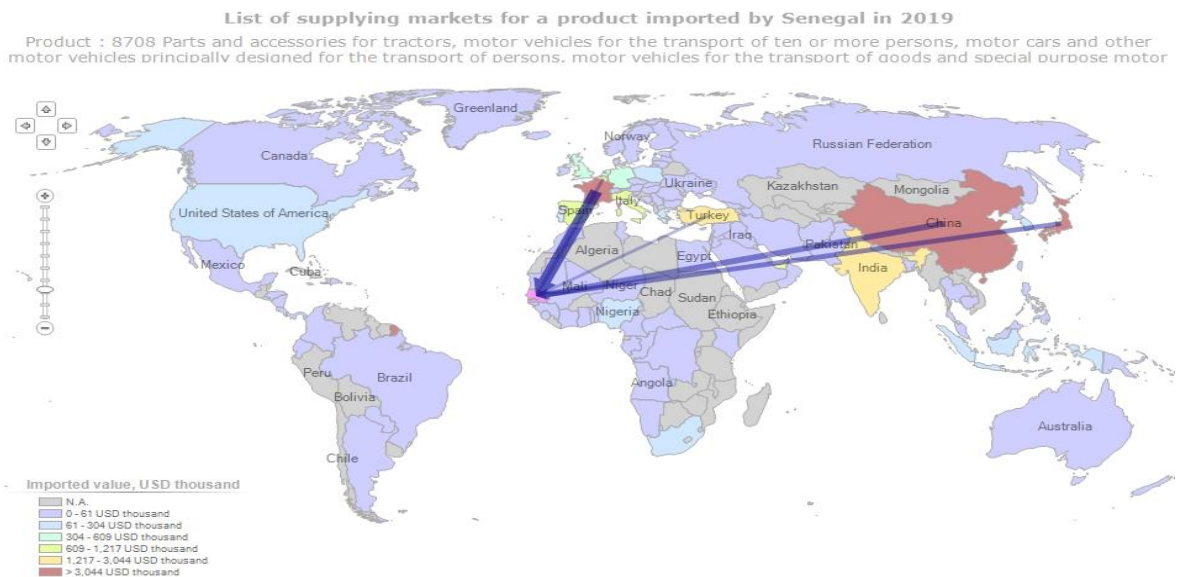 List of supplying markets for a product imported by Senegal in 2019
Product : 8708 Parts and accessories for tractors, motor vehicles for the transport of ten or more persons, motor cars and other
motor vehicles principally designed for the transport of persons, motor vehicles for the transport of goods and special purpose motor
Greenland
Norway
Russian Federation
Canada
Ukraine
Kazakhstan
Mongolia
United States of America
Spain
Italy
Turkey
China
Iraq
Pakistan
Algeria
Egypt
Mexico
Cuba
India
Mali
Niger
Chad
Sudan
Nigeria
Ethiopia
Peru
Brazil
Angola
Bolivia
Australia
Chile
Imported value, USD thousand
N.A.
0 - 61 USD thousand
61 - 304 USD thousand
304 - 609 USD thousand
609 - 1,217 USD thousand
1,217 - 3,044 USD thousand
> 3,044 USD thousand